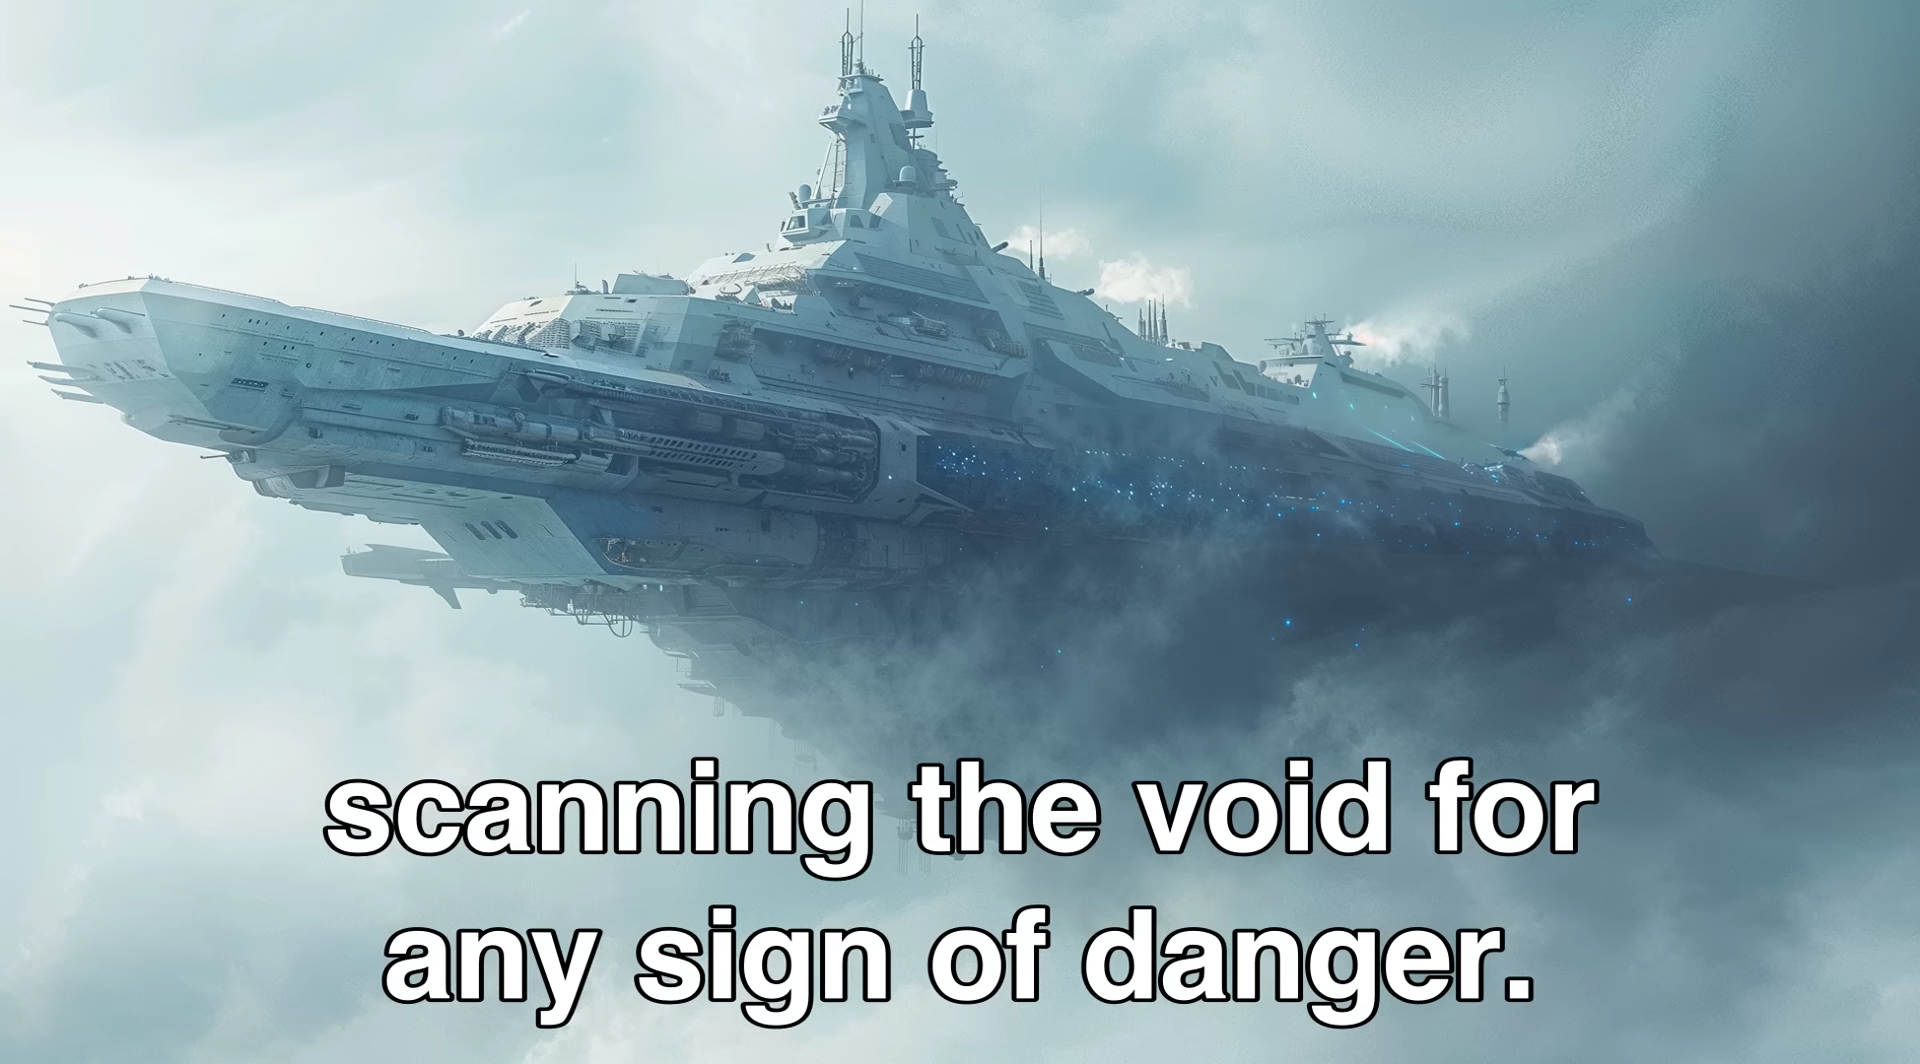 scanning the void for
any sign of danger.